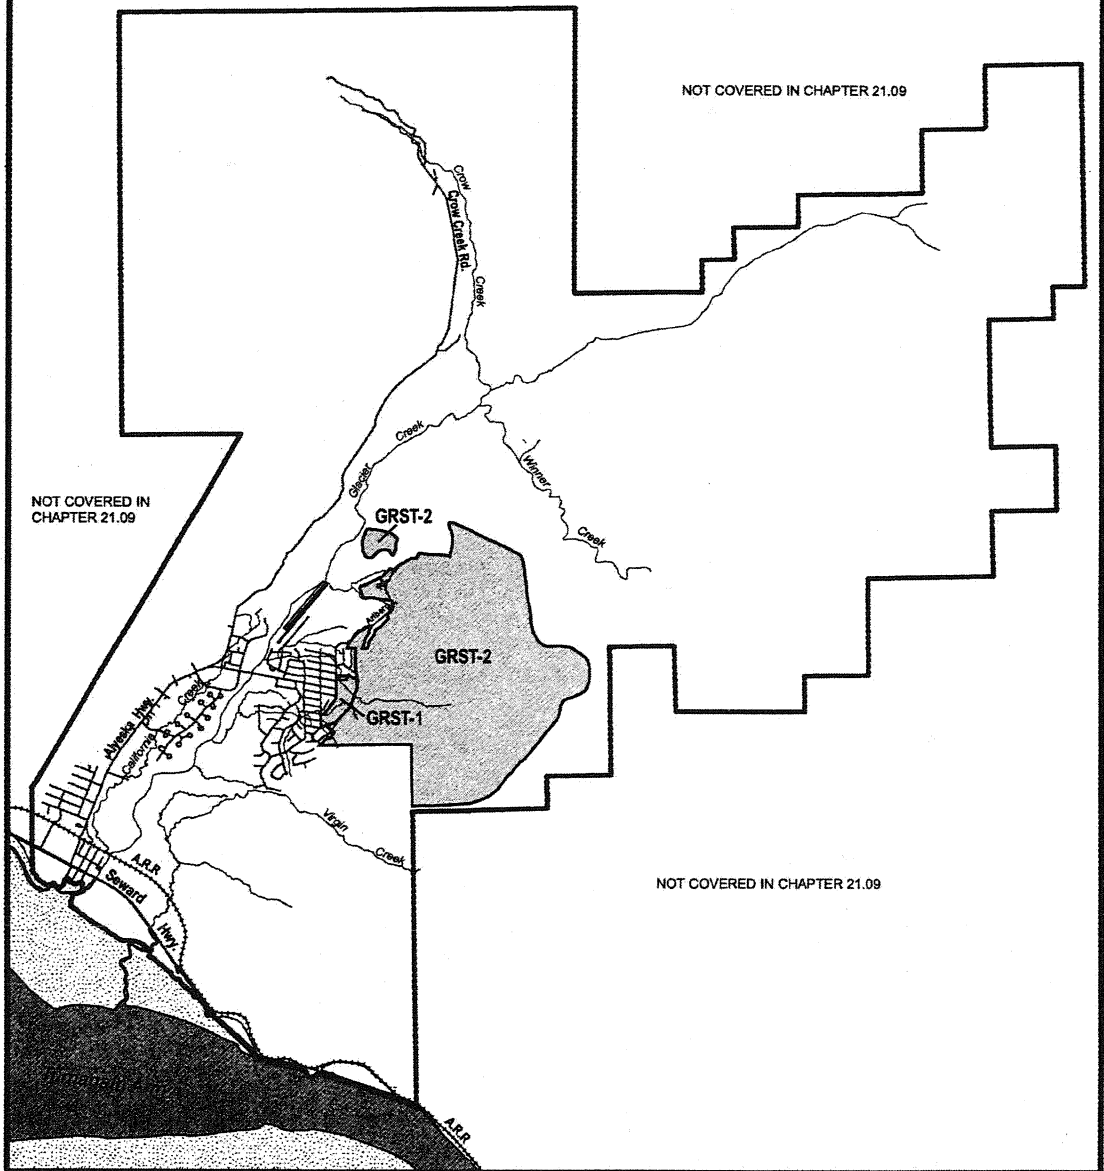 NOT COVERED IN CHAPTER 21.09
Crow
Crow Creek Rd.
Creek
Creek
Glacier
Winner
Creek
NOT COVERED IN
CHAPTER 21.09
GRST-2
GRST-2
GRST-1
Alyeska Hwy.
Creek
California
Virgin
Creek
A.R.R
Seward
Hwy.
NOT COVERED IN CHAPTER 21.09
A.R.R